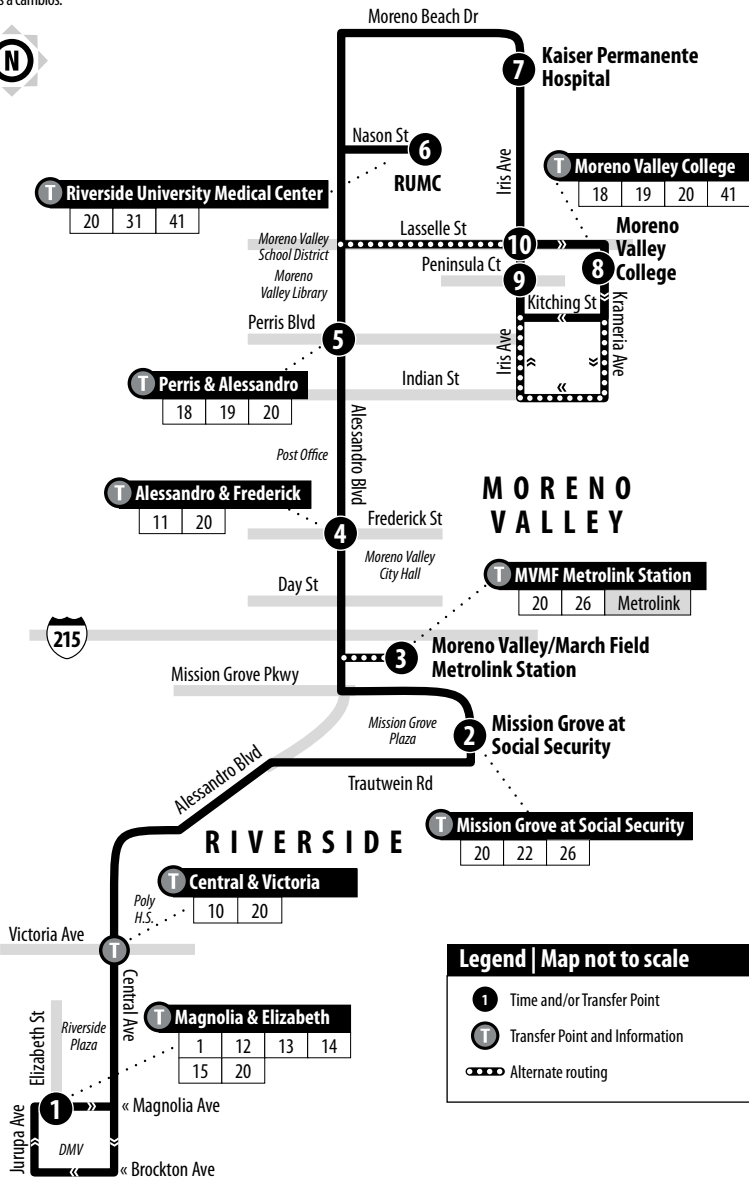 s a cambios.
N
Moreno Beach Dr
7
Kaiser Permanente
Hospital
Nason St
6
RUMC
Iris Ave
T Moreno Valley College
18 19 20 41
T Riverside University Medical Center
20 31 41
Moreno Valley
School District
Moreno
Valley Library
Lasselle St
10
»
Moreno
Valley
College
8
Peninsula Ct
9
Kitching St
«
»
Krameria Ave
Perris Blvd
5
Iris Ave
»
»
«
Indian St
T Perris & Alessandro
18 19 20
Alessandro Blvd
Post Office
T Alessandro & Frederick
11 20
4
Frederick St
Moreno Valley
City Hall
MORENO
VALLEY
Day St
T MVMF Metrolink Station
20 26 Metrolink
215
3
Moreno Valley/March Field
Metrolink Station
Mission Grove Pkwy
Mission Grove
Plaza
2
Mission Grove at
Social Security
Alessandro Blvd
Trautwein Rd
RIVERSIDE
T Mission Grove at Social Security
20 22 26
T Central & Victoria
10 20
Poly
H.S.
Victoria Ave
T
Central Ave
Elizabeth St
Riverside
Plaza
T Magnolia & Elizabeth
1 12 13 14
15 20
1
»
« Magnolia Ave
Jurupa Ave
»
DMV
»
«
« Brockton Ave
Legend | Map not to scale
1 Time and/or Transfer Point
T Transfer Point and Information
Alternate routing